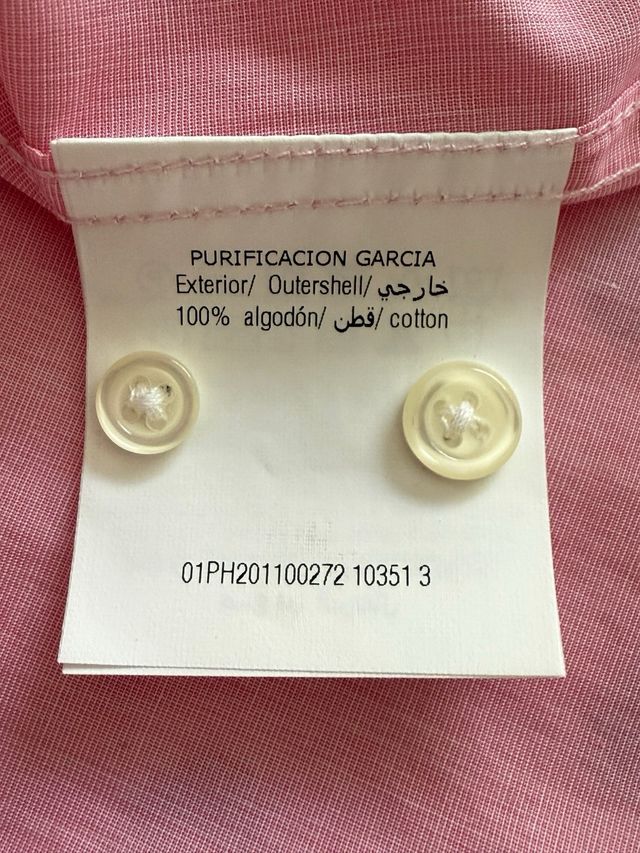 PURIFICACION GARCIA
Exterior/ Outershell/ خارجي
100% algodón/ قطن/ cotton
01PH201100272 10351 3